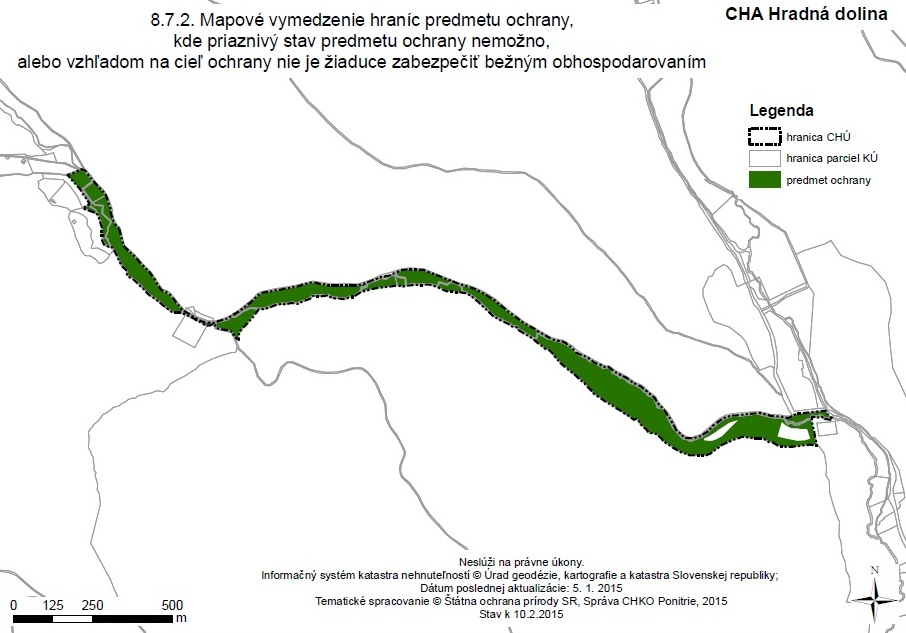 8.7.2. Mapové vymedzenie hraníc predmetu ochrany,
kde priaznivý stav predmetu ochrany nemožno,
alebo vzhľadom na cieľ ochrany nie je žiaduce zabezpečiť bežným obhospodarovaním
CHA Hradná dolina
Legenda
hranica CHÚ
hranica parciel KÚ
predmet ochrany
Neslúži na právne úkony.
Informačný systém katastra nehnuteľností © Úrad geodézie, kartografie a katastra Slovenskej republiky;
Dátum poslednej aktualizácie: 5. 1. 2015
Tematické spracovanie © Štátna ochrana prírody SR, Správa CHKO Ponitrie, 2015
Stav k 10.2.2015
0 125 250 500
m
N